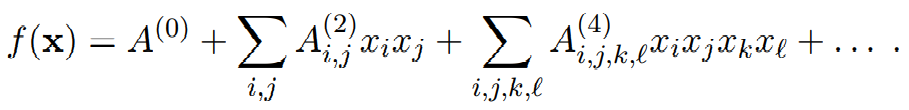 f(𝐱) = A^{(0)} + \sum_{i,j} A^{(2)}_{i,j} x_i x_j + \sum_{i,j,k,\ell} A^{(4)}_{i,j,k,\ell} x_i x_j x_k x_\ell + \dots .